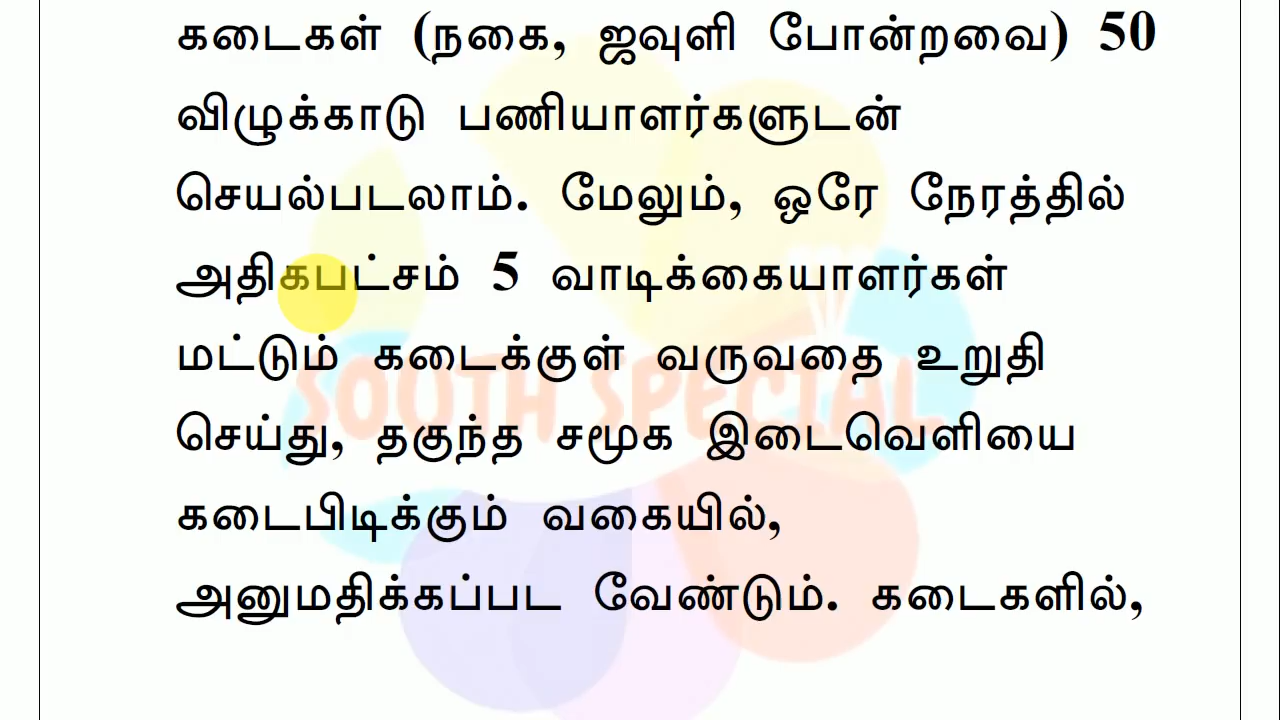 கடைகள் (நகை, ஜவுளி போன்றவை) 50
விழுக்காடு பணியாளர்களுடன்
செயல்படலாம். மேலும், ஒரே நேரத்தில்
அதிகபட்சம் 5 வாடிக்கையாளர்கள்
மட்டும் கடைக்குள் வருவதை உறுதி
SOUTH SPECIAL
செய்து, தகுந்த சமூக இடைவெளியை
கடைபிடிக்கும் வகையில்,
அனுமதிக்கப்பட வேண்டும். கடைகளில்,